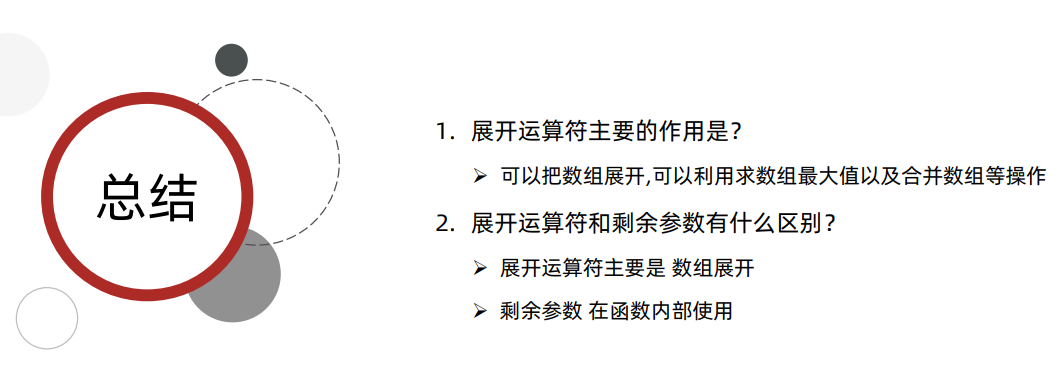 总结
1. 展开运算符主要的作用是？
➢ 可以把数组展开,可以利用求数组最大值以及合并数组等操作
2. 展开运算符和剩余参数有什么区别？
➢ 展开运算符主要是 数组展开
➢ 剩余参数 在函数内部使用